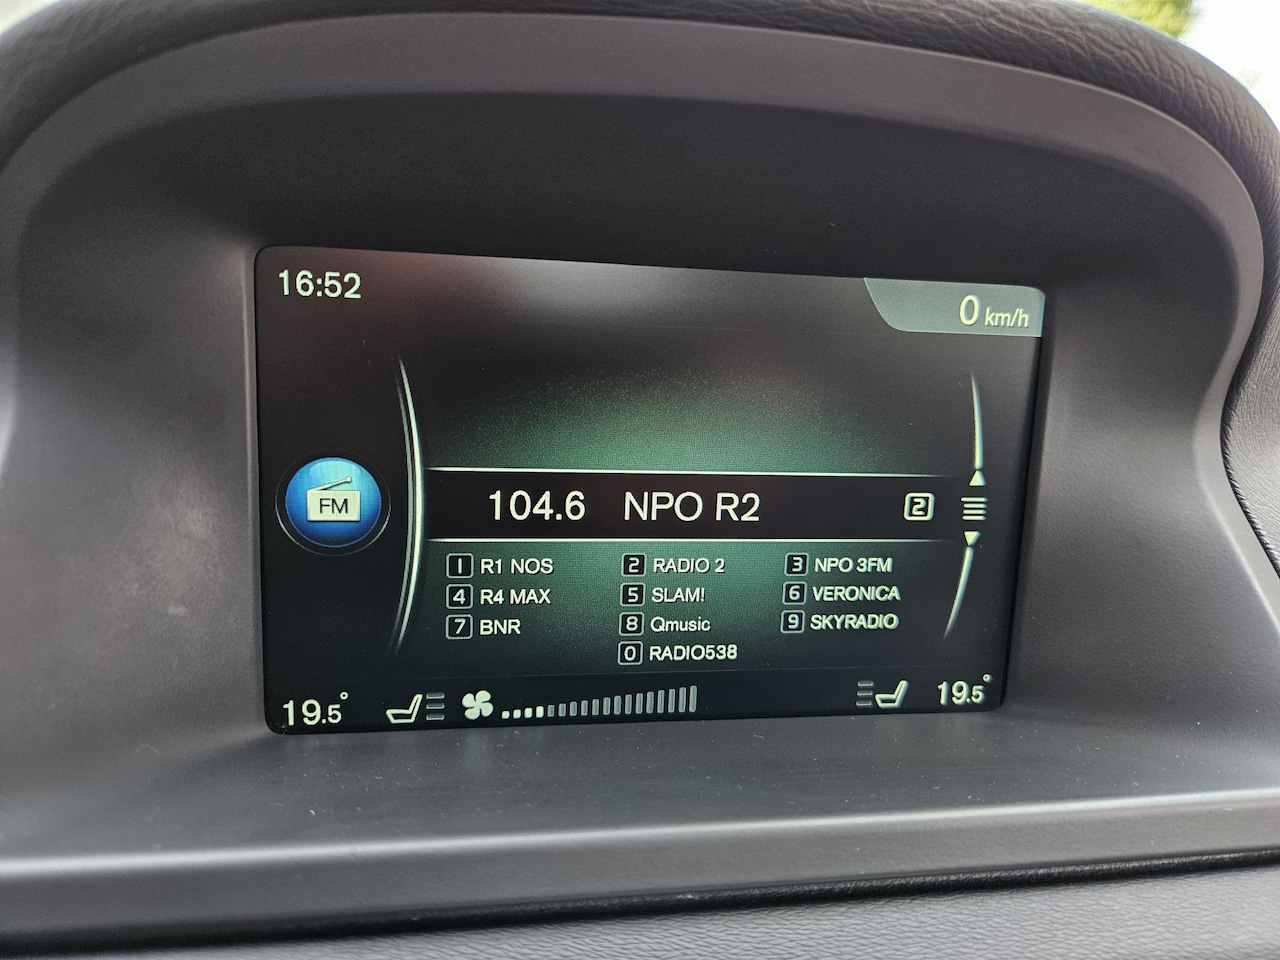 16:52
0 km/h
FM
104.6 NPO R2 2
1 R1 NOS 2 RADIO 2 3 NPO 3FM
4 R4 MAX 5 SLAM! 6 VERONICA
7 BNR 8 Qmusic 9 SKYRADIO
0 RADIO538
19.5° 19.5°